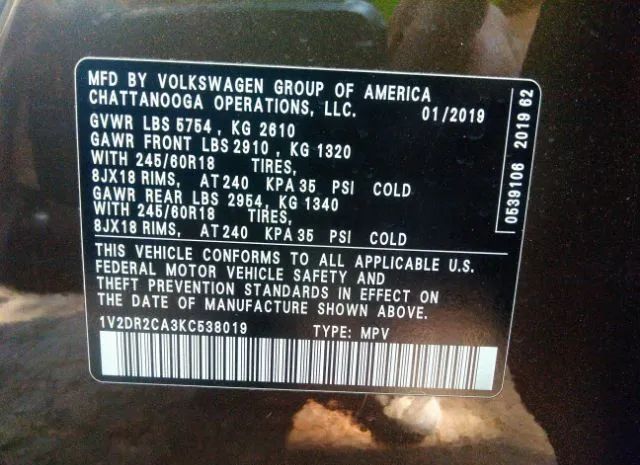 MFD BY VOLKSWAGEN GROUP OF AMERICA
CHATTANOOGA OPERATIONS, LLC. 01/2019
GVWR LBS 5754 , KG 2610
GAWR FRONT LBS 2910 , KG 1320
WITH 245/60R18 TIRES,
8JX18 RIMS, AT 240 KPA 35 PSI COLD
GAWR REAR LBS 2954, KG 1340
WITH 245/60R18 TIRES,
8JX18 RIMS, AT 240 KPA 35 PSI COLD
THIS VEHICLE CONFORMS TO ALL APPLICABLE U.S.
FEDERAL MOTOR VEHICLE SAFETY AND
THEFT PREVENTION STANDARDS IN EFFECT ON
THE DATE OF MANUFACTURE SHOWN ABOVE.
1V2DR2CA3KC538019 TYPE: MPV
0539106 2019 62